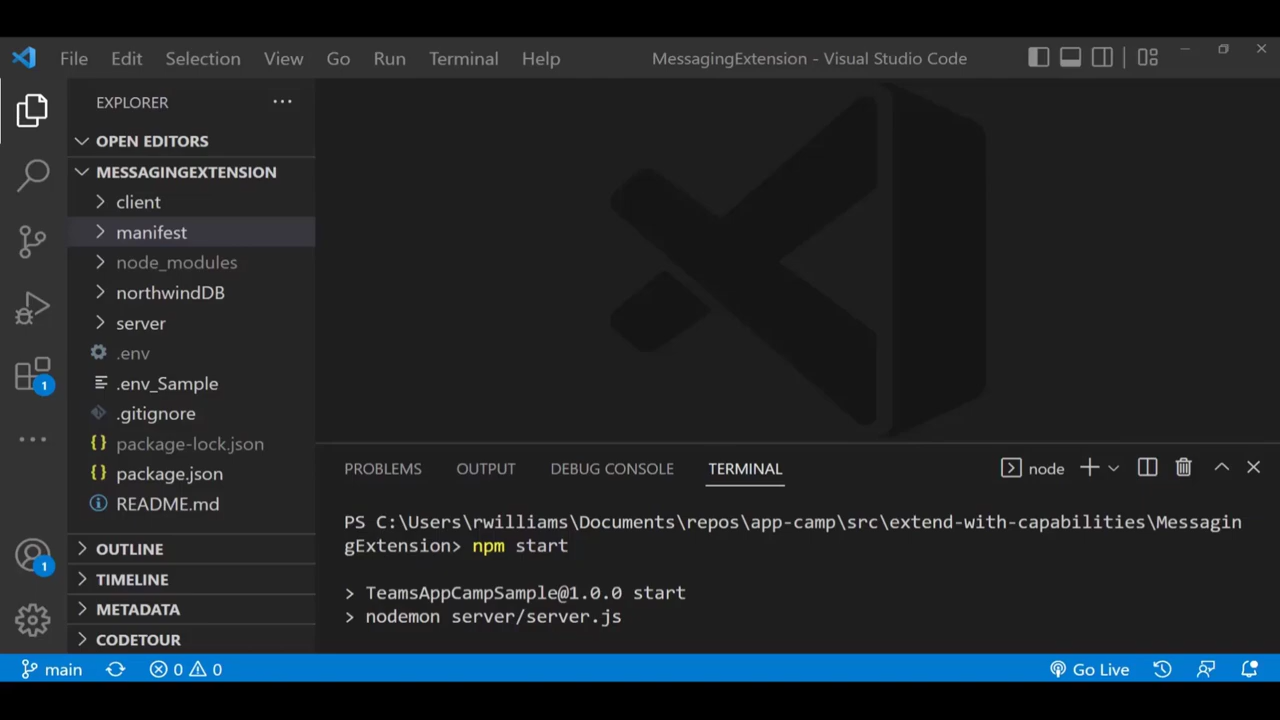 File Edit Selection View Go Run Terminal Help MessagingExtension - Visual Studio Code
EXPLORER ...
OPEN EDITORS
MESSAGINGEXTENSION
client
manifest
node_modules
northwindDB
server
.env
.env_Sample
.gitignore
{} package-lock.json
{} package.json
README.md
OUTLINE
TIMELINE
METADATA
CODETOUR
1
1
PROBLEMS OUTPUT DEBUG CONSOLE TERMINAL node
PS C:\Users\rwilliams\Documents\repos\app-camp\src\extend-with-capabilities\Messagin
gExtension> npm start
> TeamsAppCampSample@1.0.0 start
> nodemon server/server.js
main 0 0 Go Live